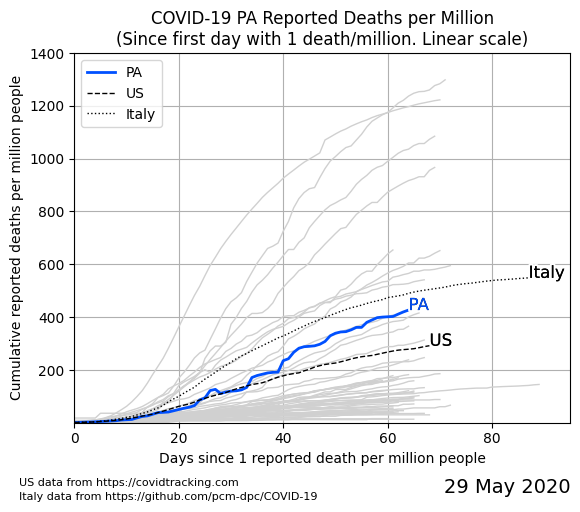 COVID-19 PA Reported Deaths per Million
(Since first day with 1 death/million. Linear scale)
Cumulative reported deaths per million people
1400
1200
1000
800
600
400
200
PA
US
Italy
Italy
PA
US
0
20
40
60
80
Days since 1 reported death per million people
US data from https://covidtracking.com
Italy data from https://github.com/pcm-dpc/COVID-19
29 May 2020